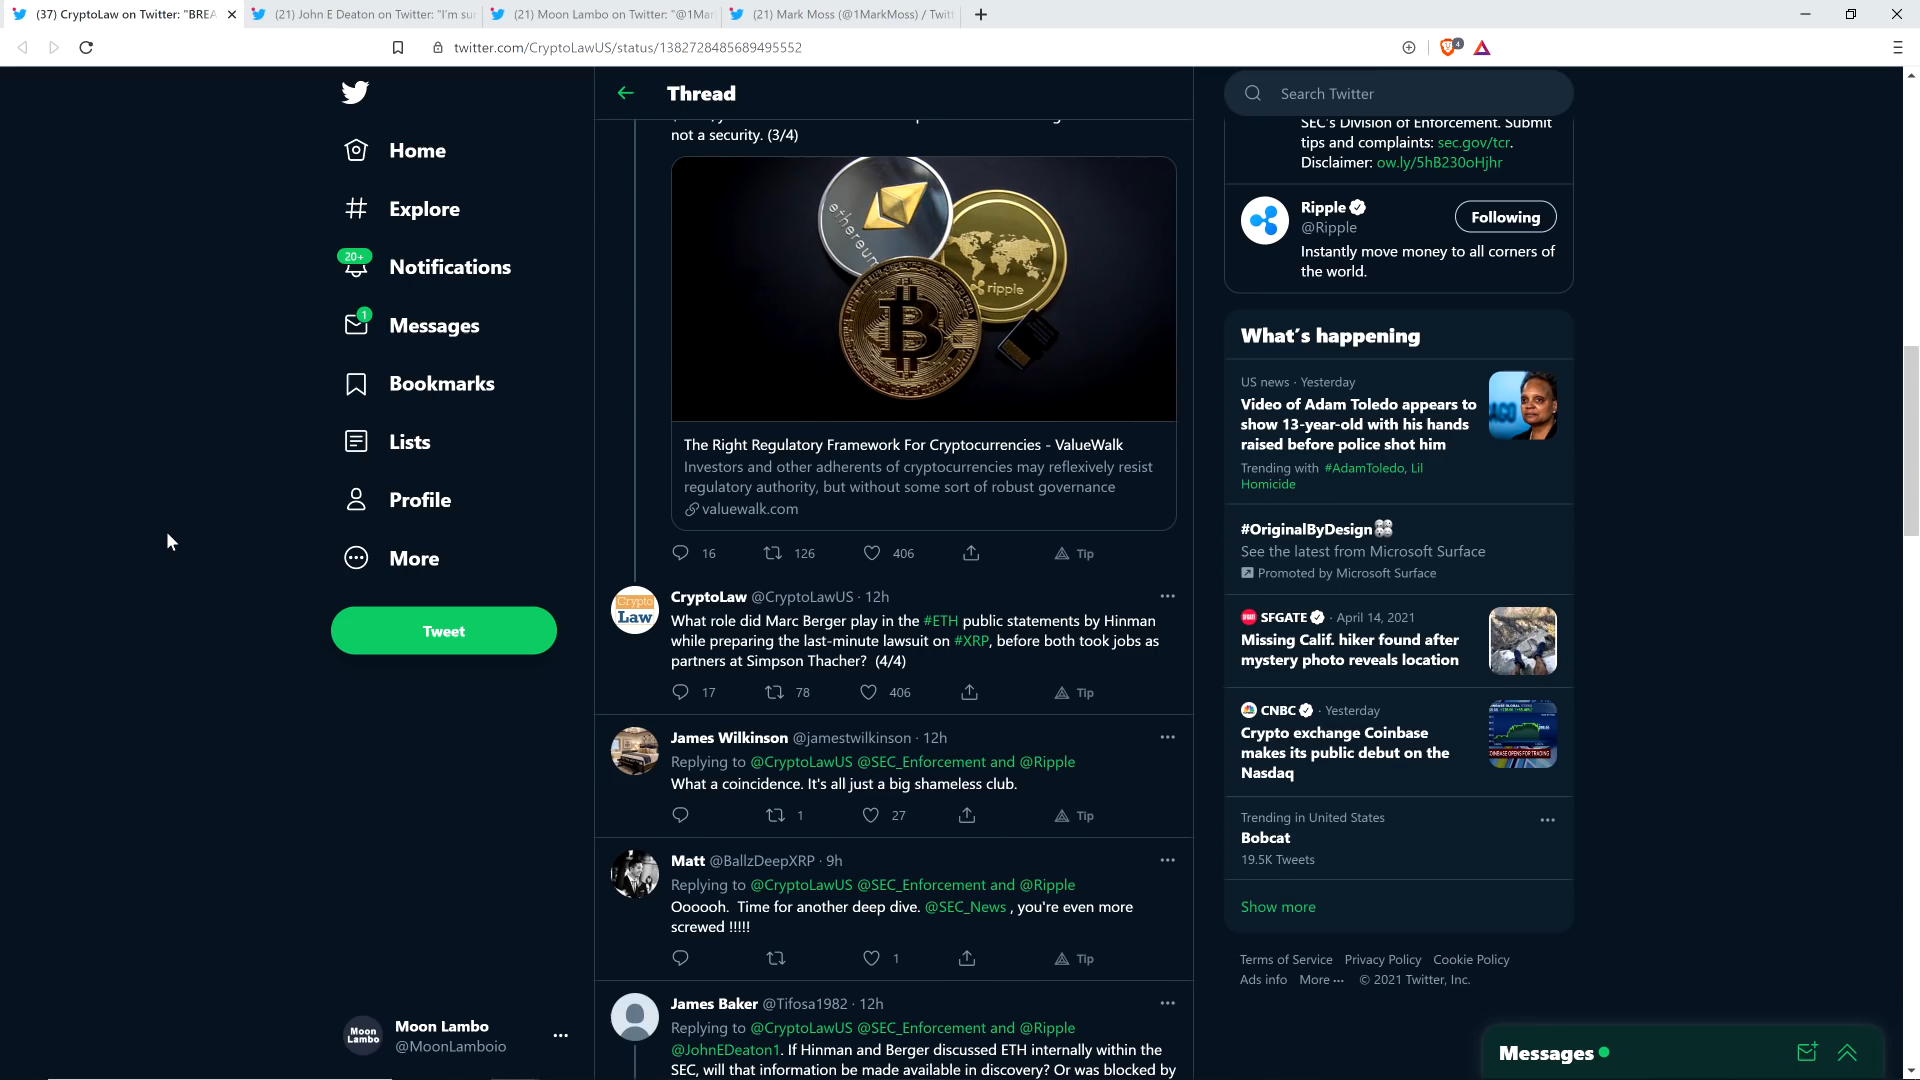 (37) CryptoLaw on Twitter: "BREA
(21) John E Deaton on Twitter: "I'm su
(21) Moon Lambo on Twitter: "@1Mar
(21) Mark Moss (@1MarkMoss) / Twit
twitter.com/CryptoLawUS/status/1382728485689495552
4
Home
Explore
20+
Notifications
1
Messages
Bookmarks
Lists
Profile
More
Tweet
Moon
Lambo
Moon Lambo
@MoonLamboio
Thread
not a security. (3/4)
ethereum
ripple
The Right Regulatory Framework For Cryptocurrencies - ValueWalk
Investors and other adherents of cryptocurrencies may reflexively resist
regulatory authority, but without some sort of robust governance
valuewalk.com
16 126 406 Tip
Crypto
Law
CryptoLaw @CryptoLawUS · 12h
What role did Marc Berger play in the #ETH public statements by Hinman
while preparing the last-minute lawsuit on #XRP, before both took jobs as
partners at Simpson Thacher? (4/4)
17 78 406 Tip
James Wilkinson @jamestwilkinson · 12h
Replying to @CryptoLawUS @SEC_Enforcement and @Ripple
What a coincidence. It's all just a big shameless club.
1 27 Tip
Matt @BallzDeepXRP · 9h
Replying to @CryptoLawUS @SEC_Enforcement and @Ripple
Oooooh. Time for another deep dive. @SEC_News , you're even more
screwed !!!!!
1 Tip
James Baker @Tifosa1982 · 12h
Replying to @CryptoLawUS @SEC_Enforcement and @Ripple
@JohnEDeaton1. If Hinman and Berger discussed ETH internally within the
SEC, will that information be made available in discovery? Or was blocked by
Search Twitter
SEC's Division of Enforcement. Submit
tips and complaints: sec.gov/tcr.
Disclaimer: ow.ly/5hB230oHjhr
Ripple
@Ripple
Following
Instantly move money to all corners of
the world.
What's happening
US news · Yesterday
Video of Adam Toledo appears to
show 13-year-old with his hands
raised before police shot him
Trending with #AdamToledo, Lil
Homicide
#OriginalByDesign
See the latest from Microsoft Surface
Promoted by Microsoft Surface
SFGATE · April 14, 2021
Missing Calif. hiker found after
mystery photo reveals location
CNBC · Yesterday
Crypto exchange Coinbase
makes its public debut on the
Nasdaq
Trending in United States
Bobcat
19.5K Tweets
Show more
Terms of Service Privacy Policy Cookie Policy
Ads info More ··· © 2021 Twitter, Inc.
Messages